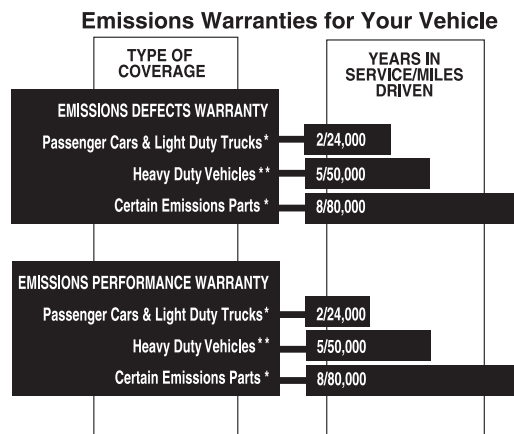 Emissions Warranties for Your Vehicle
TYPE OF
COVERAGE
YEARS IN
SERVICE/MILES
DRIVEN
EMISSIONS DEFECTS WARRANTY
Passenger Cars & Light Duty Trucks* 2/24,000
Heavy Duty Vehicles** 5/50,000
Certain Emissions Parts * 8/80,000
EMISSIONS PERFORMANCE WARRANTY
Passenger Cars & Light Duty Trucks* 2/24,000
Heavy Duty Vehicles** 5/50,000
Certain Emissions Parts * 8/80,000